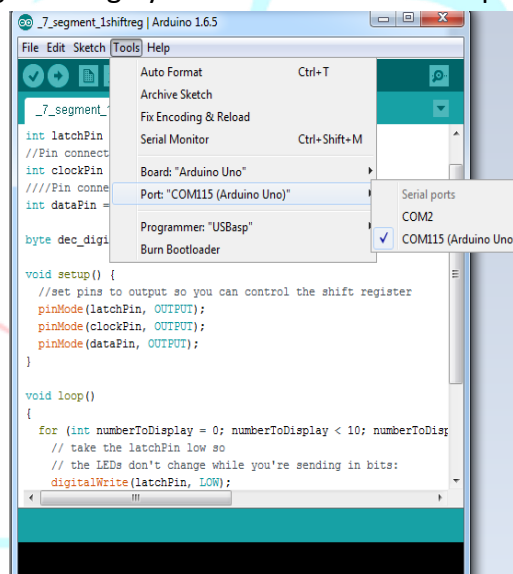 _7_segment_1shiftreg | Arduino 1.6.5
File Edit Sketch Tools Help
Auto Format Ctrl+T
Archive Sketch
Fix Encoding & Reload
Serial Monitor Ctrl+Shift+M
Board: "Arduino Uno"
Port: "COM115 (Arduino Uno)"
Programmer: "USBasp"
Burn Bootloader
Serial ports
COM2
COM115 (Arduino Uno
_7_segment_1
int latchPin
//Pin connect
int clockPin
////Pin conne
int dataPin =
byte dec_digi
void setup() {
//set pins to output so you can control the shift register
pinMode(latchPin, OUTPUT);
pinMode(clockPin, OUTPUT);
pinMode(dataPin, OUTPUT);
}
void loop()
{
for (int numberToDisplay = 0; numberToDisplay < 10; numberToDisp
// take the latchPin low so
// the LEDs don't change while you're sending in bits:
digitalWrite(latchPin, LOW);